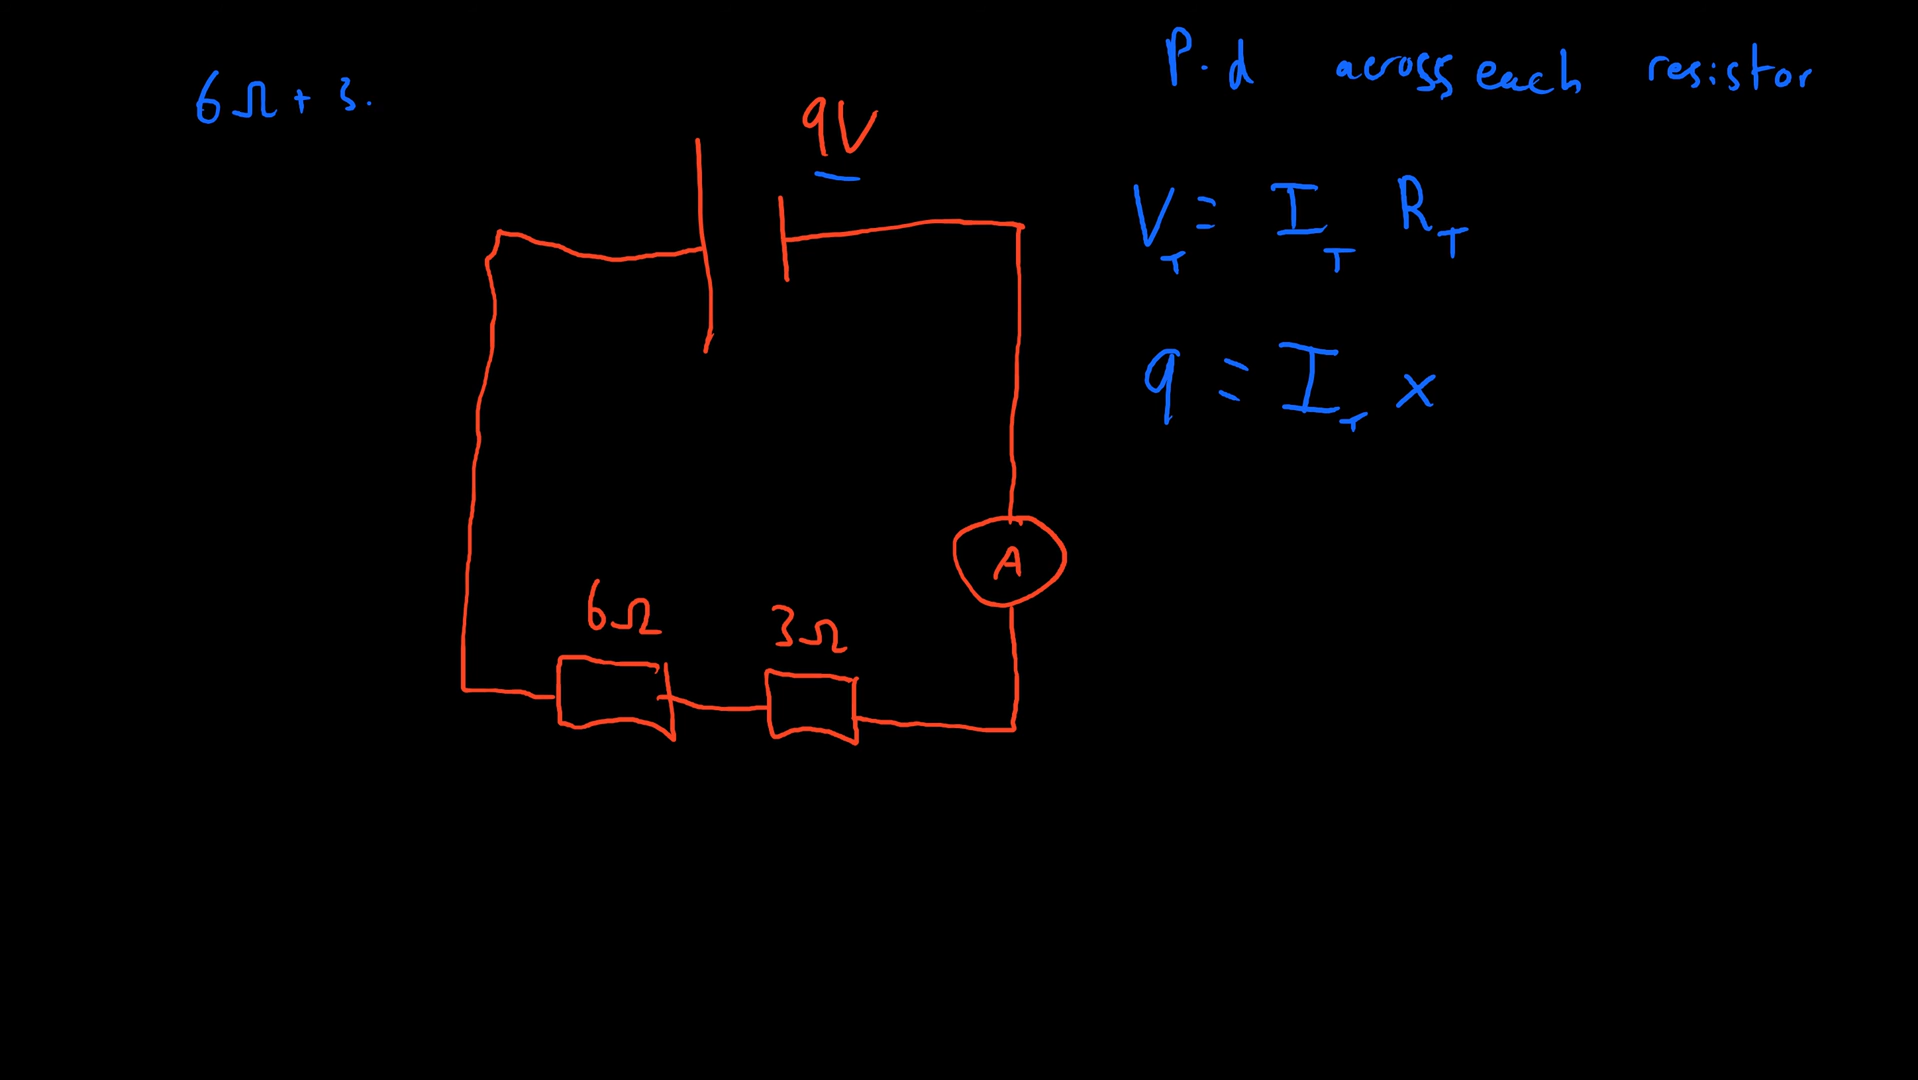 P.d across each resistor
6Ω + 3.
9V
V_T = I_T R_T
9 = I_T ×
A
6Ω
3Ω